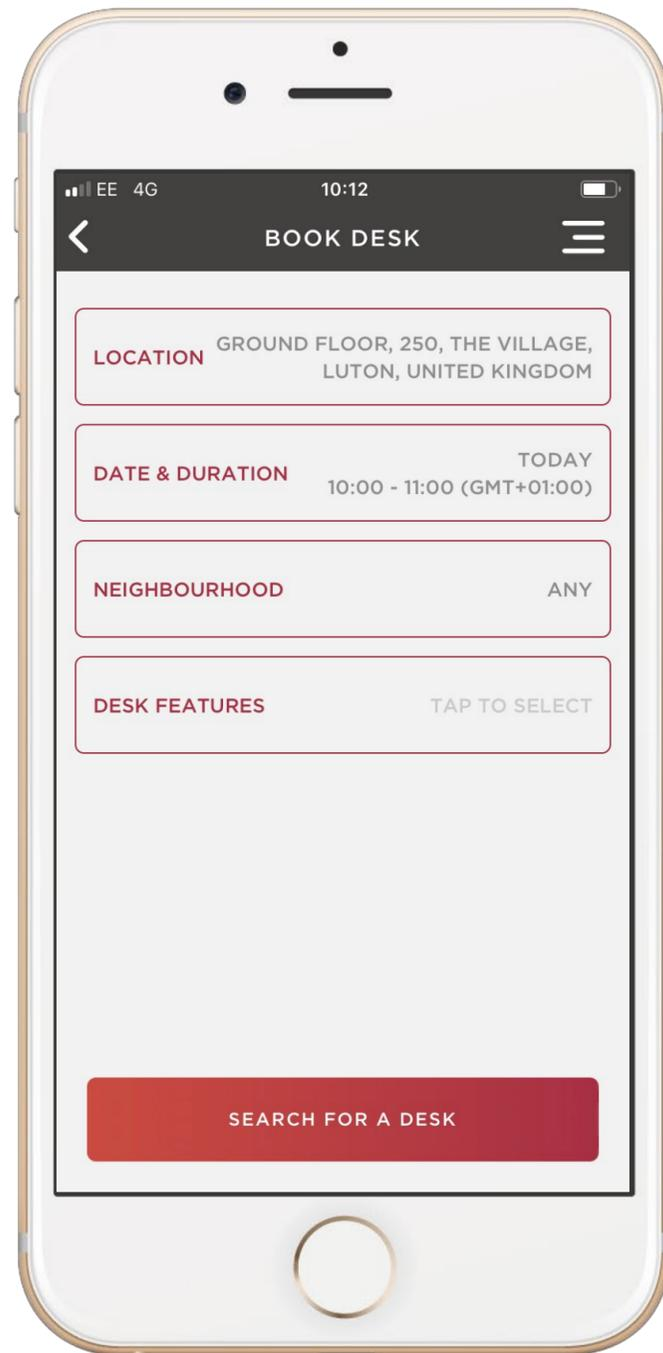 EE 4G 10:12
BOOK DESK
LOCATION GROUND FLOOR, 250, THE VILLAGE,
LUTON, UNITED KINGDOM
DATE & DURATION TODAY
10:00 - 11:00 (GMT+01:00)
NEIGHBOURHOOD ANY
DESK FEATURES TAP TO SELECT
SEARCH FOR A DESK